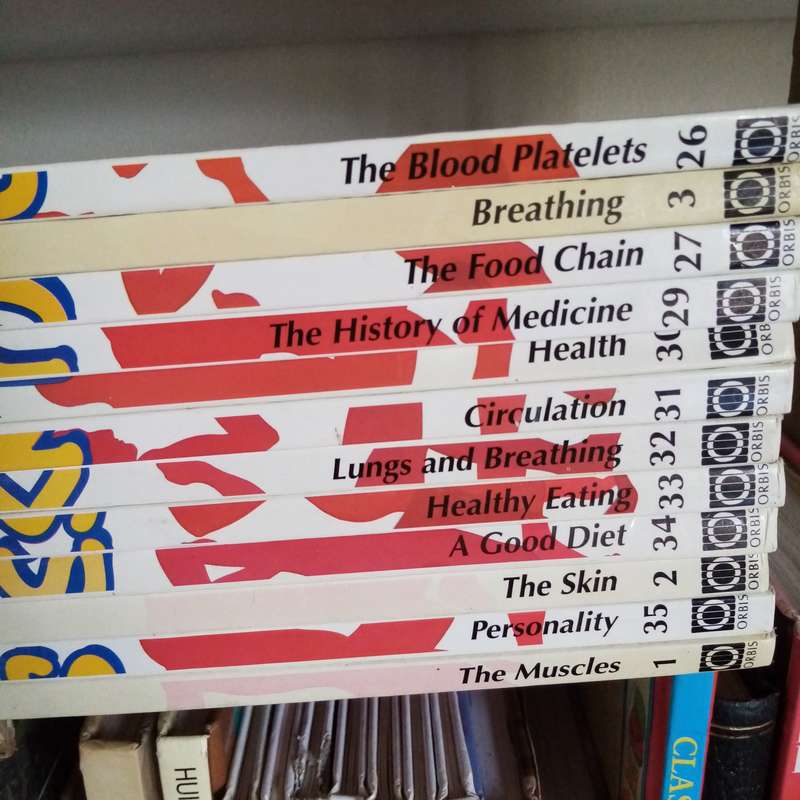 The Blood Platelets 26 ORBIS
Breathing 3 ORBIS
The Food Chain 27 ORBIS
The History of Medicine 29 ORBIS
Health 30 ORBIS
Circulation 31 ORBIS
Lungs and Breathing 32 ORBIS
Healthy Eating 33 ORBIS
A Good Diet 34 ORBIS
The Skin 2 ORBIS
Personality 35 ORBIS
The Muscles 1 ORBIS
HU
CLAS